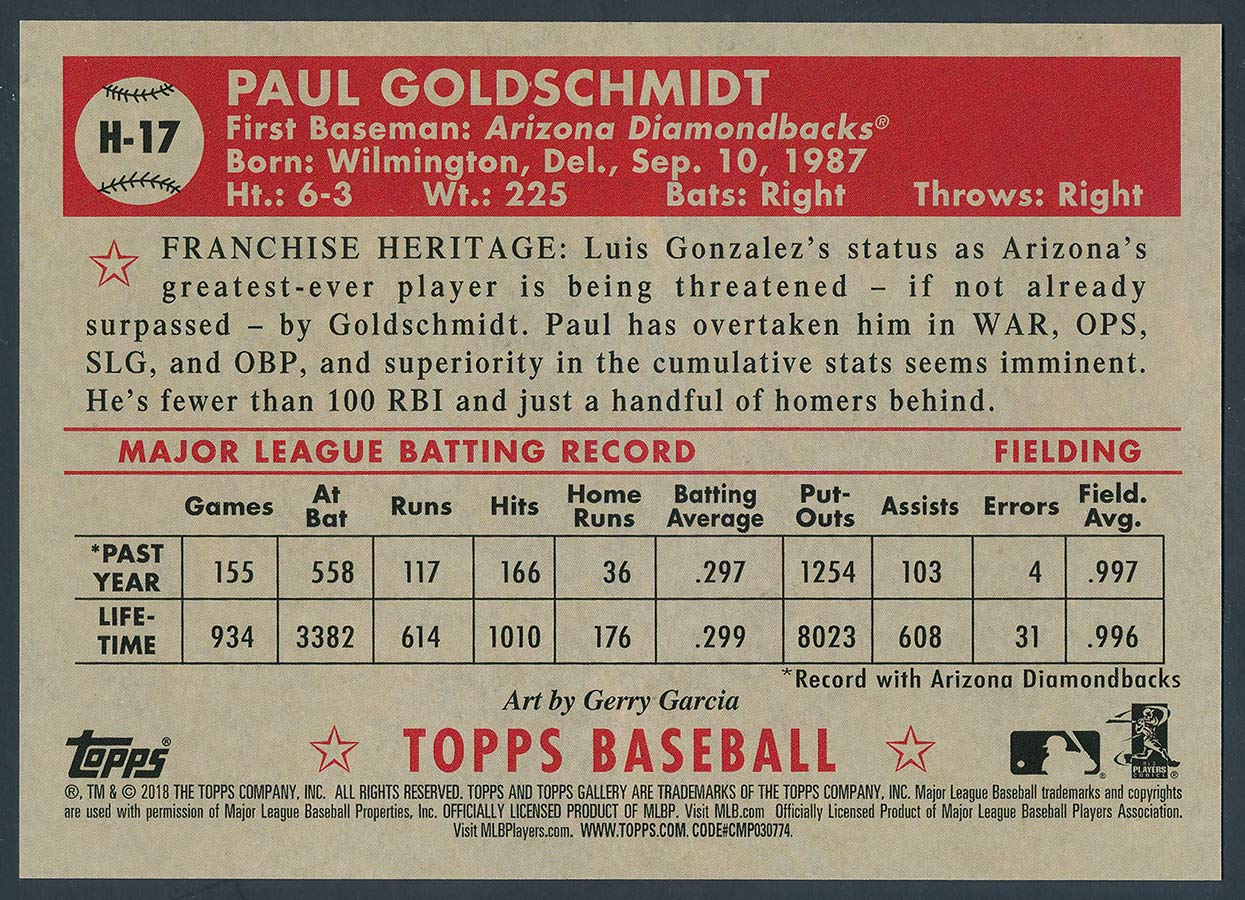 H-17
PAUL GOLDSCHMIDT
First Baseman: Arizona Diamondbacks®
Born: Wilmington, Del., Sep. 10, 1987
Ht.: 6-3 Wt.: 225 Bats: Right Throws: Right
FRANCHISE HERITAGE: Luis Gonzalez's status as Arizona's
greatest-ever player is being threatened – if not already
surpassed – by Goldschmidt. Paul has overtaken him in WAR, OPS,
SLG, and OBP, and superiority in the cumulative stats seems imminent.
He's fewer than 100 RBI and just a handful of homers behind.
MAJOR LEAGUE BATTING RECORD FIELDING
Games At Bat Runs Hits Home Runs Batting Average Put-Outs Assists Errors Field. Avg.
*PAST YEAR 155 558 117 166 36 .297 1254 103 4 .997
LIFE-TIME 934 3382 614 1010 176 .299 8023 608 31 .996
*Record with Arizona Diamondbacks
Art by Gerry Garcia
Topps® TOPPS BASEBALL
MLB PLAYERS CHOICE ®
®, TM & © 2018 THE TOPPS COMPANY, INC. ALL RIGHTS RESERVED. TOPPS AND TOPPS GALLERY ARE TRADEMARKS OF THE TOPPS COMPANY, INC. Major League Baseball trademarks and copyrights
are used with permission of Major League Baseball Properties, Inc. OFFICIALLY LICENSED PRODUCT OF MLBP. Visit MLB.com Officially Licensed Product of Major League Baseball Players Association.
Visit MLBPlayers.com. WWW.TOPPS.COM. CODE#CMP030774.